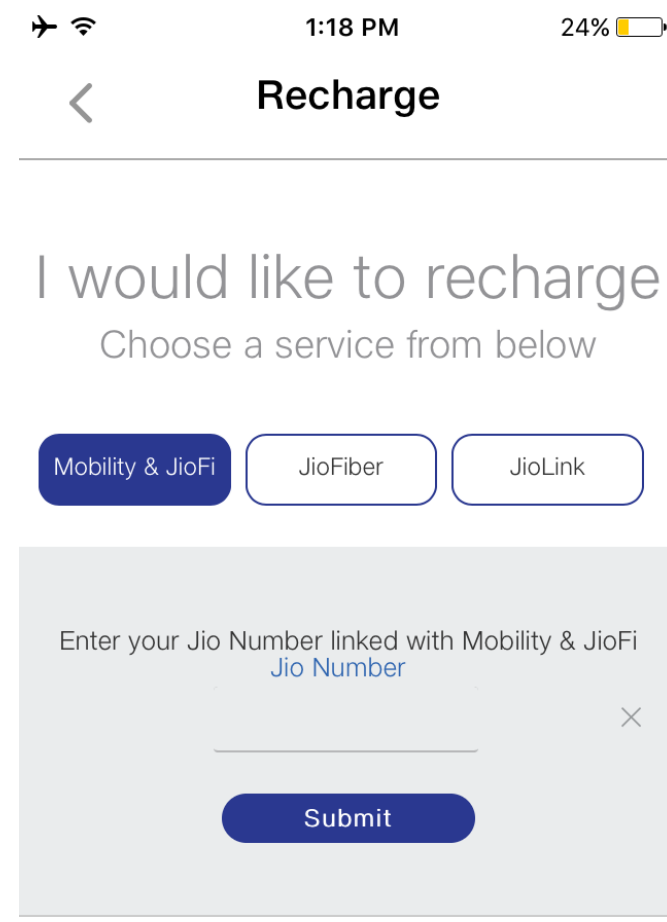 1:18 PM 24%
Recharge
I would like to recharge
Choose a service from below
Mobility & JioFi JioFiber JioLink
Enter your Jio Number linked with Mobility & JioFi
Jio Number
Submit